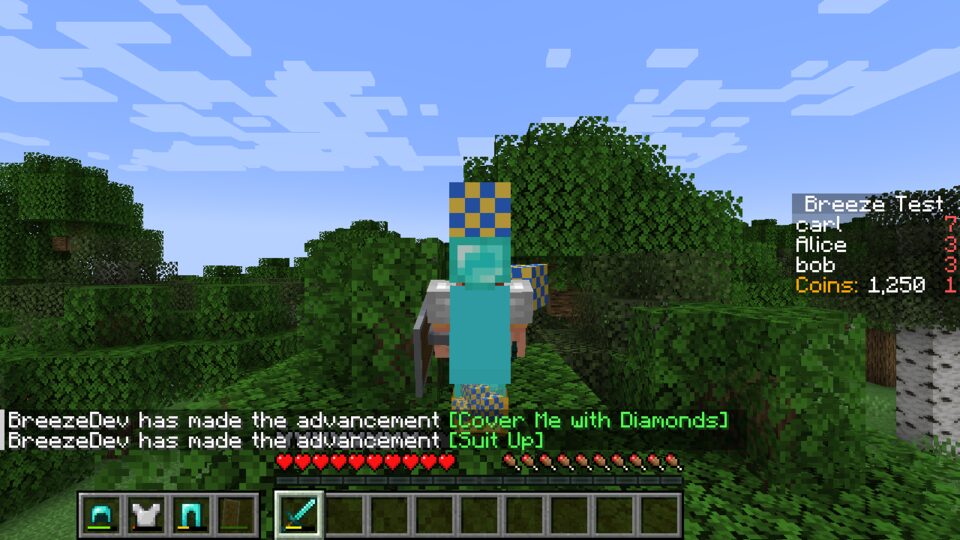 Breeze Test
carl 7
Alice 3
bob 3
Coins: 1,250 1
BreezeDev has made the advancement [Cover Me with Diamonds]
BreezeDev has made the advancement [Suit Up]